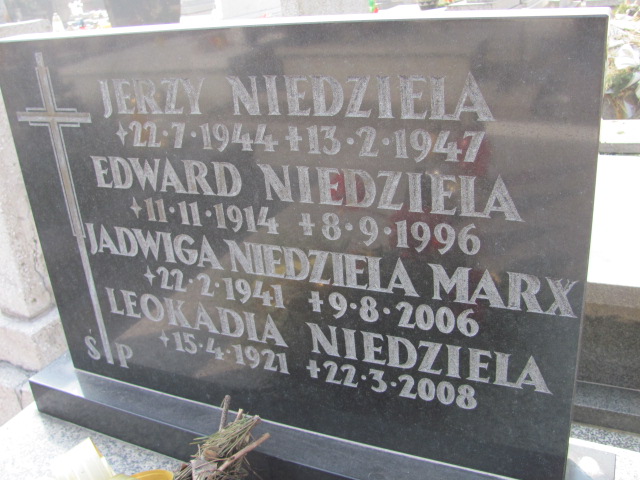 JERZY NIEDZIELA
22·7·1944 +13·2·1947
EDWARD NIEDZIELA
11·11·1914 +8·9·1996
JADWIGA NIEDZIELA MARX
22·2·1941 +9·8·2006
LEOKADIA NIEDZIELA
15·4·1921 +22·3·2008
Ś P